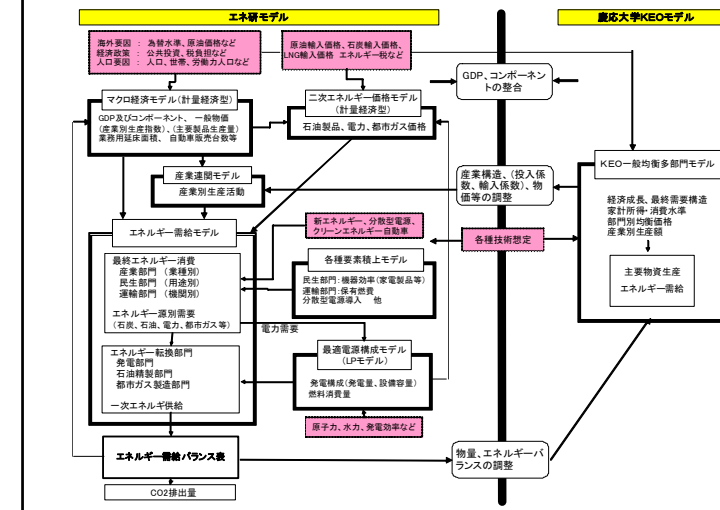 エネ研モデル
慶応大学KEOモデル
海外要因 ： 為替水準、原油価格など
経済政策 ： 公共投資、税負担など
人口要因 ： 人口、世帯、労働力人口など
原油輸入価格、石炭輸入価格、
LNG輸入価格 エネルギー税など
GDP、コンポーネン
トの整合
マクロ経済モデル(計量経済型)
GDP及びコンポーネント、 一般物価
(産業別生産指数)、(主要製品生産量)
業務用延床面積、 自動車販売台数等
二次エネルギー価格モデル
(計量経済型)
石油製品、電力、都市ガス価格
産業連関モデル
産業別生産活動
産業構造、(投入係
数、輸入係数)、物
価等の調整
KEO一般均衡多部門モデル
経済成長、最終需要構造
家計所得・消費水準
部門別均衡価格
産業別生産額
主要物資生産
エネルギー需給
エネルギー需給モデル
新エネルギー、分散型電源、
クリーンエネルギー自動車
各種技術想定
最終エネルギー消費
産業部門 （業種別）
民生部門 （用途別）
運輸部門 （機関別）
エネルギー源別需要
（石炭、石油、電力、都市ガス等）
各種要素積上モデル
民生部門：機器効率（家電製品等）
運輸部門：保有燃費
分散型電源導入 他
電力需要
エネルギー転換部門
発電部門
石油精製部門
都市ガス製造部門
一次エネルギ供給
最適電源構成モデル
(LPモデル)
発電構成(発電量、設備容量)
燃料消費量
原子力、水力、発電効率など
エネルギー需給バランス表
物量、エネルギーバ
ランスの調整
CO2排出量